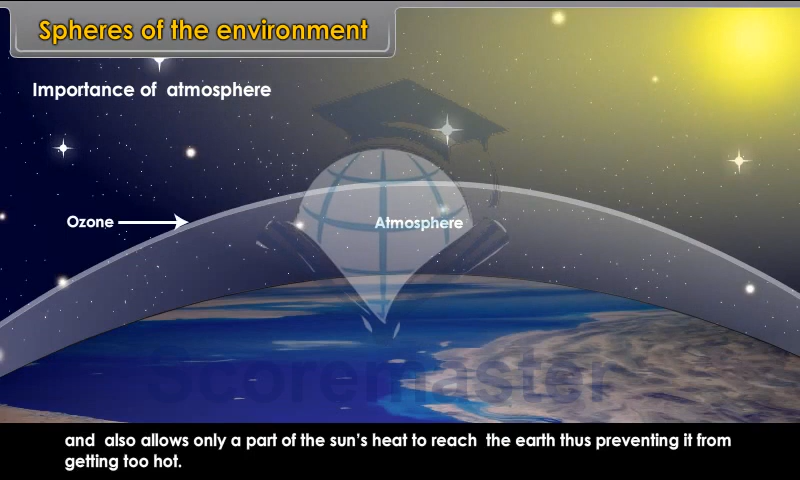 Spheres of the environment
Importance of atmosphere
Ozone
Atmosphere
Scoremaster
and also allows only a part of the sun's heat to reach the earth thus preventing it from
getting too hot.